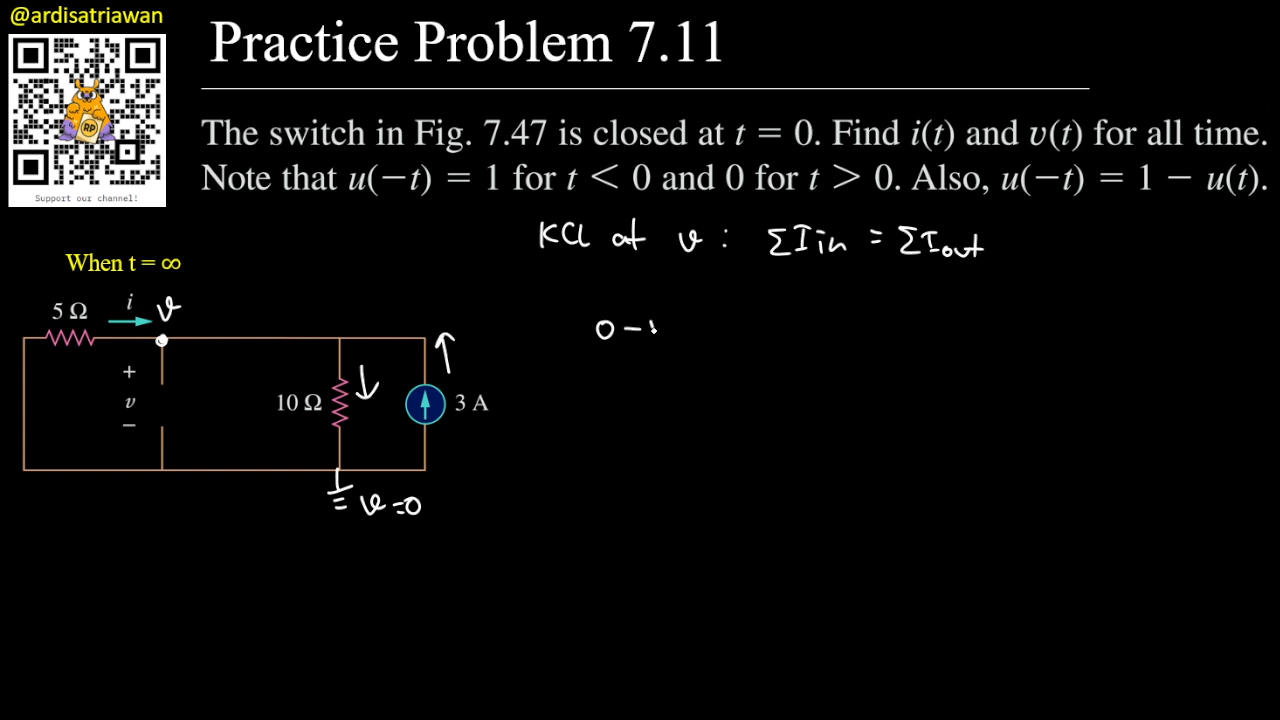 @ardisatriawan
RP
Support our channel!
Practice Problem 7.11
The switch in Fig. 7.47 is closed at t = 0. Find i(t) and v(t) for all time.
Note that u(−t) = 1 for t < 0 and 0 for t > 0. Also, u(−t) = 1 − u(t).
KCL at v : ΣIin = ΣIout
When t = ∞
5 Ω i v
0 −
+
v
−
10 Ω
3 A
v=0